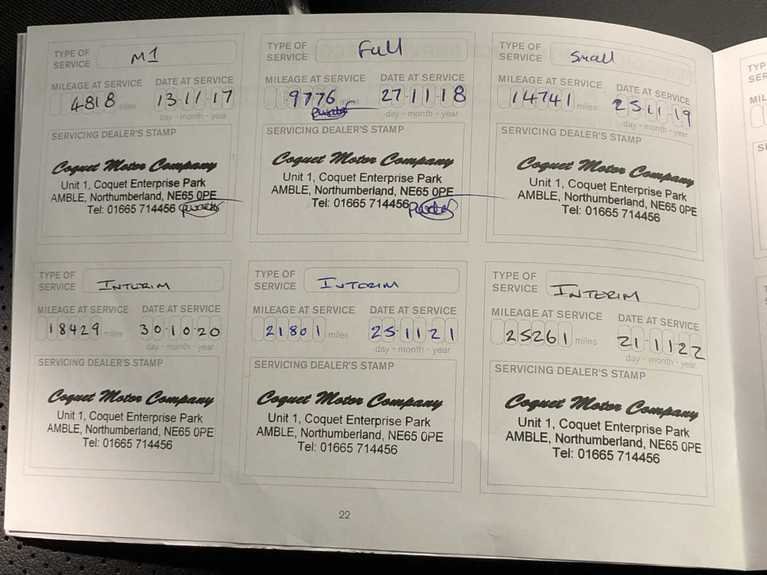 TYPE OF SERVICE M1
MILEAGE AT SERVICE DATE AT SERVICE
4818 miles 13·11·17
day - month - year
SERVICING DEALER'S STAMP
Coquet Motor Company
Unit 1, Coquet Enterprise Park
AMBLE, Northumberland, NE65 0PE
Tel: 01665 714456
TYPE OF SERVICE Full
MILEAGE AT SERVICE DATE AT SERVICE
9776 27·11·18
day - month - year
SERVICING DEALER'S STAMP
Coquet Motor Company
Unit 1, Coquet Enterprise Park
AMBLE, Northumberland, NE65 0PE
Tel: 01665 714456
TYPE OF SERVICE Small
MILEAGE AT SERVICE DATE AT SERVICE
14741 miles 25·11·19
day - month - year
SERVICING DEALER'S STAMP
Coquet Motor Company
Unit 1, Coquet Enterprise Park
AMBLE, Northumberland, NE65 0PE
Tel: 01665 714456
TYPE OF SERVICE INTERIM
MILEAGE AT SERVICE DATE AT SERVICE
18429 miles 30·10·20
day - month - year
SERVICING DEALER'S STAMP
Coquet Motor Company
Unit 1, Coquet Enterprise Park
AMBLE, Northumberland, NE65 0PE
Tel: 01665 714456
TYPE OF SERVICE INTERIM
MILEAGE AT SERVICE DATE AT SERVICE
21801 miles 25·11·21
day - month - year
SERVICING DEALER'S STAMP
Coquet Motor Company
Unit 1, Coquet Enterprise Park
AMBLE, Northumberland, NE65 0PE
Tel: 01665 714456
TYPE OF SERVICE INTERIM
MILEAGE AT SERVICE DATE AT SERVICE
25261 miles 21·11·22
day - month - year
SERVICING DEALER'S STAMP
Coquet Motor Company
Unit 1, Coquet Enterprise Park
AMBLE, Northumberland, NE65 0PE
Tel: 01665 714456
22